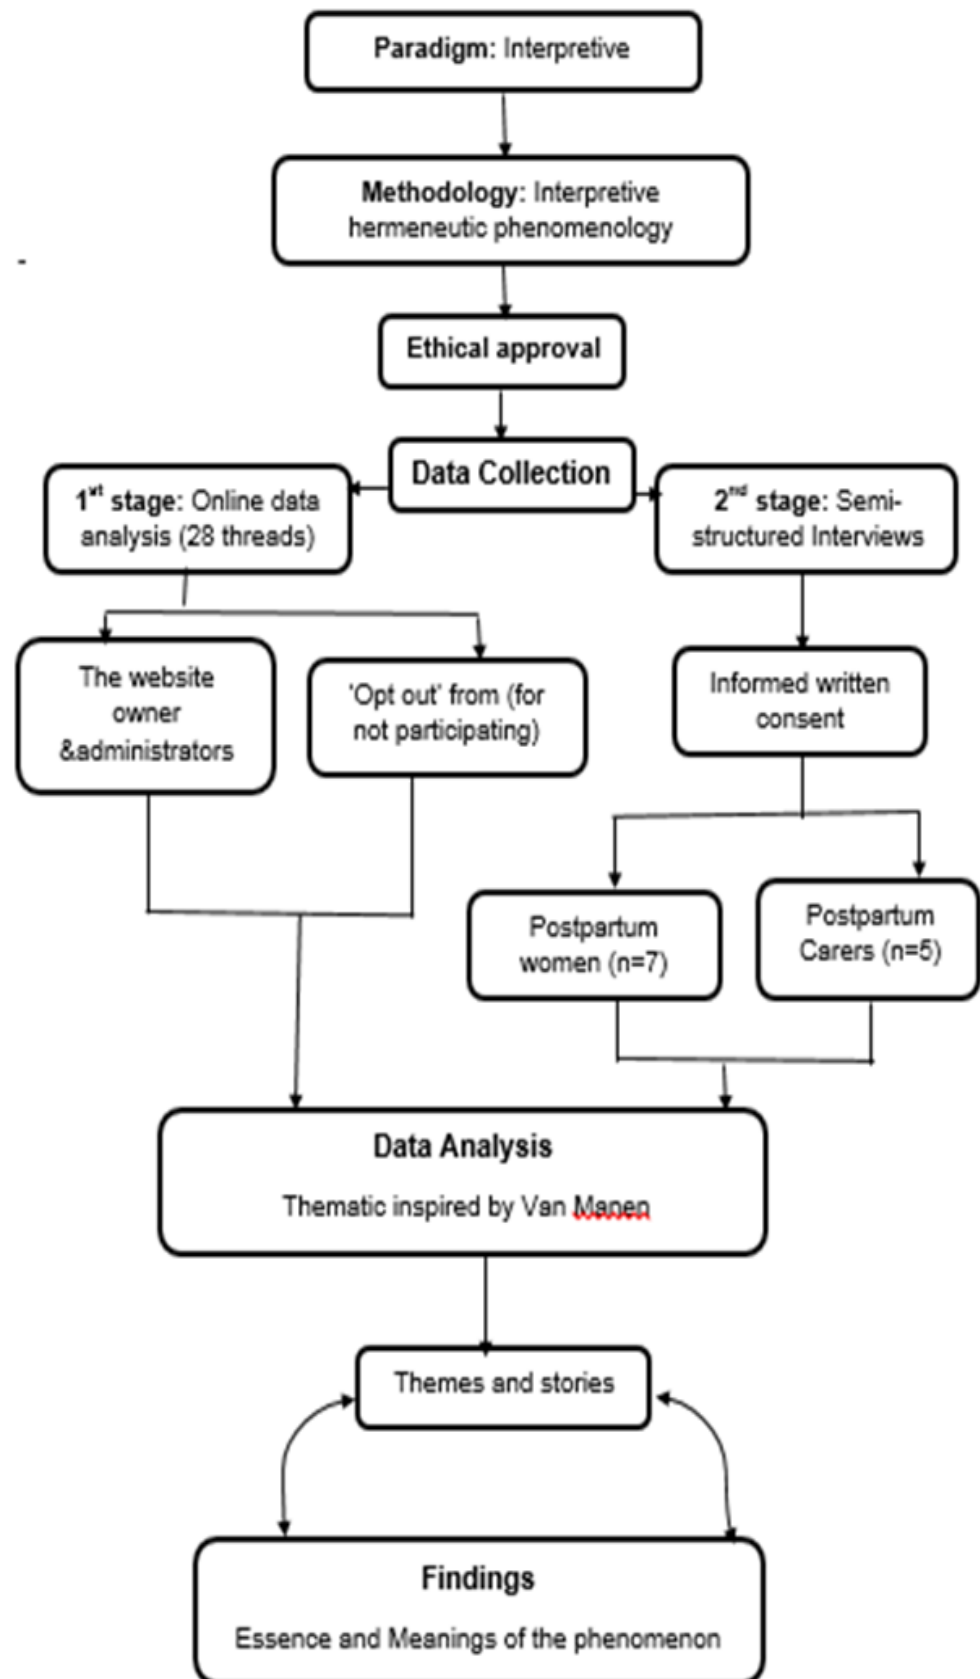 Paradigm: Interpretive
Methodology: Interpretive
hermeneutic phenomenology
-
Ethical approval
Data Collection
1st stage: Online data
analysis (28 threads)
2nd stage: Semi-
structured Interviews
The website
owner
&administrators
'Opt out' from (for
not participating)
Informed written
consent
Postpartum
women (n=7)
Postpartum
Carers (n=5)
Data Analysis
Thematic inspired by Van Manen
Themes and stories
Findings
Essence and Meanings of the phenomenon